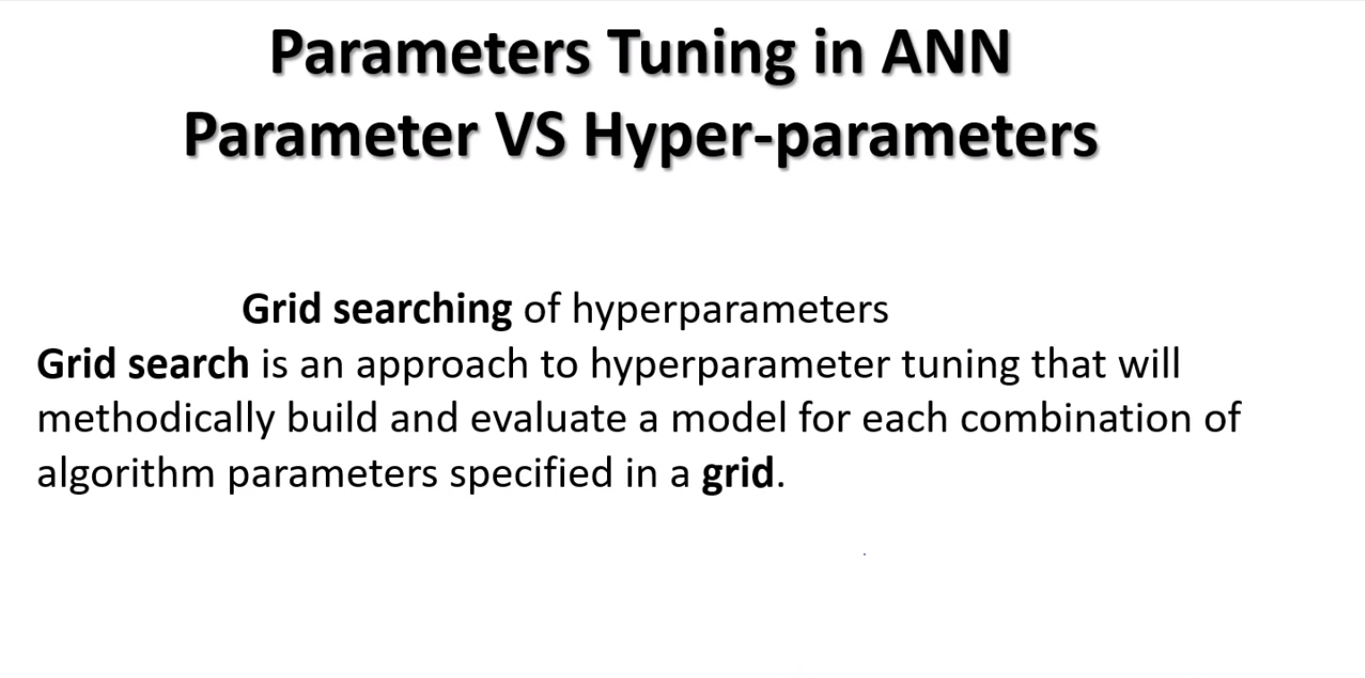 Parameters Tuning in ANN
Parameter VS Hyper-parameters
Grid searching of hyperparameters
Grid search is an approach to hyperparameter tuning that will
methodically build and evaluate a model for each combination of
algorithm parameters specified in a grid.